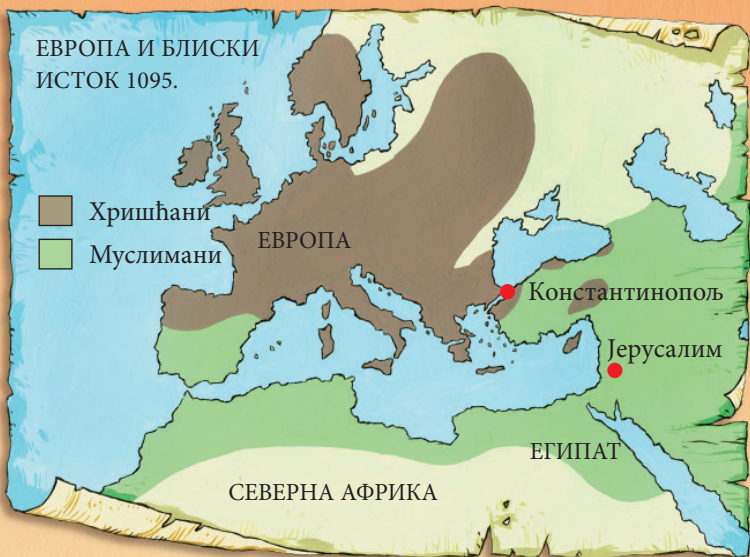 ЕВРОПА И БЛИСКИ
ИСТОК 1095.
Хришћани
Муслимани
ЕВРОПА
Константинопољ
Јерусалим
ЕГИПАТ
СЕВЕРНА АФРИКА